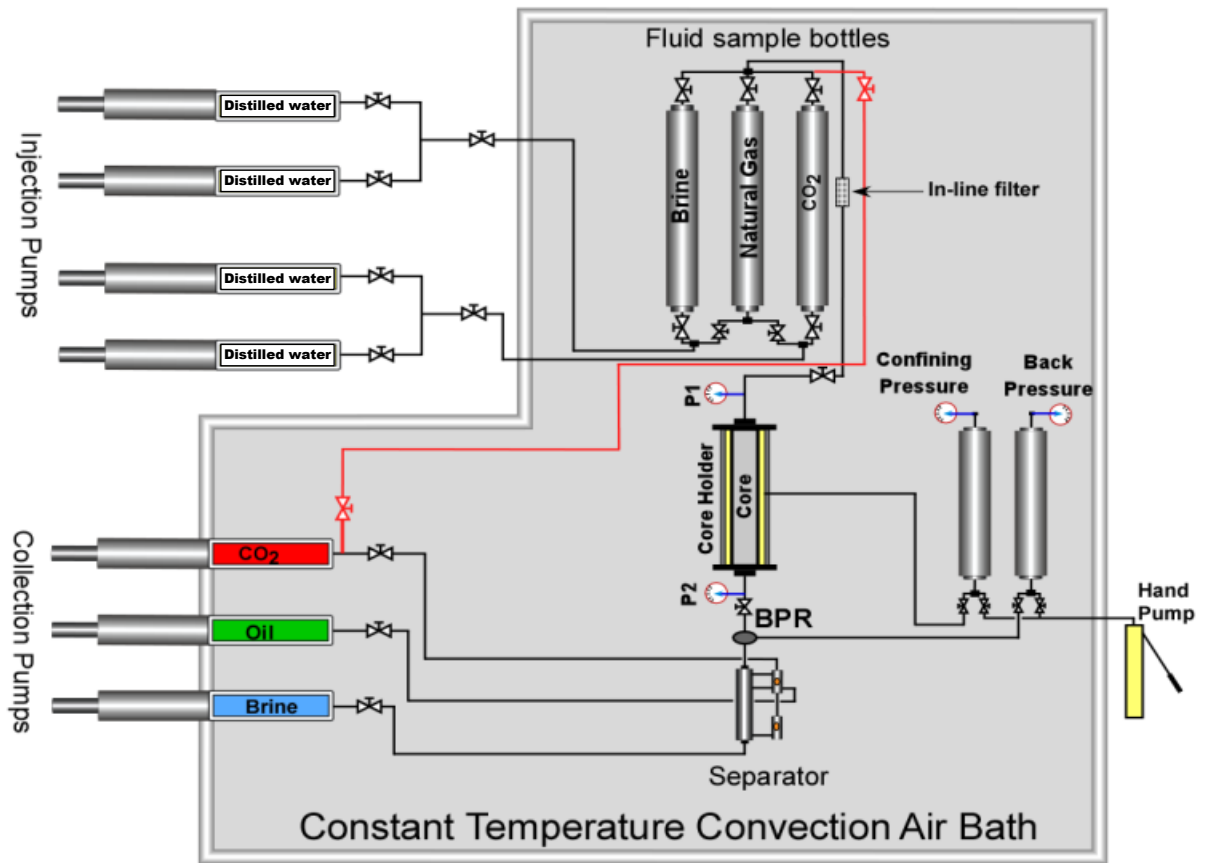 Fluid sample bottles
Injection Pumps
Distilled water
Distilled water
Distilled water
Distilled water
Brine
Natural Gas
CO2
In-line filter
Confining
Pressure
Back
Pressure
P1
Core Holder
Core
P2
BPR
Hand
Pump
Collection Pumps
CO2
Oil
Brine
Separator
Constant Temperature Convection Air Bath